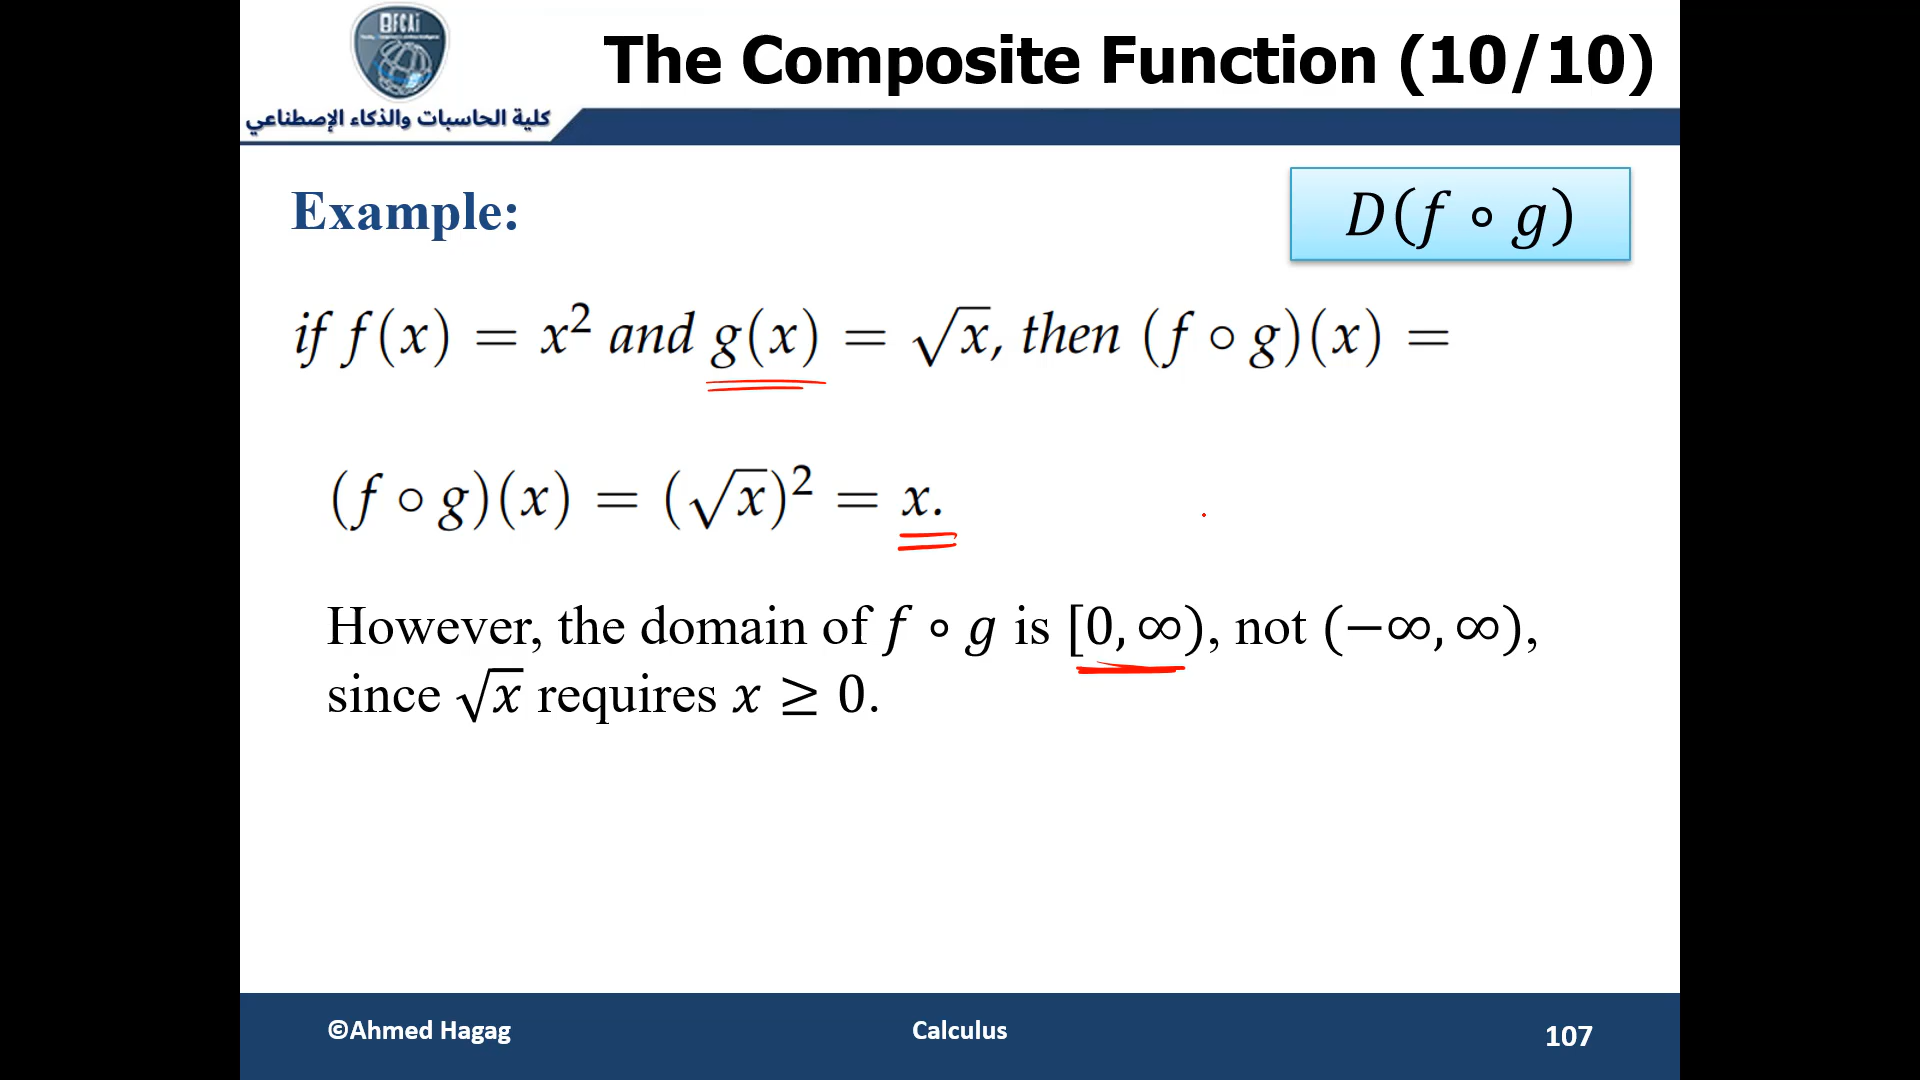 BFCAi
The Composite Function (10/10)
كلية الحاسبات والذكاء الإصطناعي
Example:
D(f ∘ g)
if f(x) = x² and g(x) = √x, then (f ∘ g)(x) =
(f ∘ g)(x) = (√x)² = x.
However, the domain of f ∘ g is [0, ∞), not (−∞, ∞),
since √x requires x ≥ 0.
©Ahmed Hagag
Calculus
107